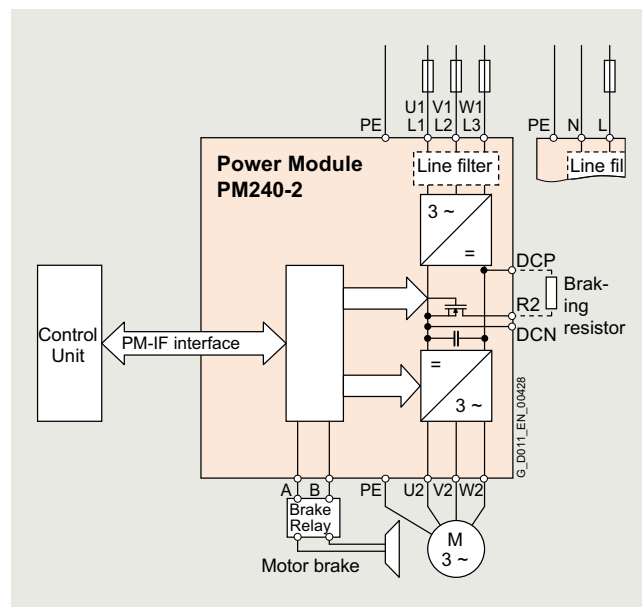 U1 V1 W1
PE L1 L2 L3
PE N L
Power Module
PM240-2
Line filter
Line fil
3 ~
=
DCP
R2
DCN
Brak-
ing
resistor
Control
Unit
PM-IF interface
=
3 ~
G_D011_EN_00428
A B PE U2 V2 W2
Brake
Relay
Motor brake
M
3 ~